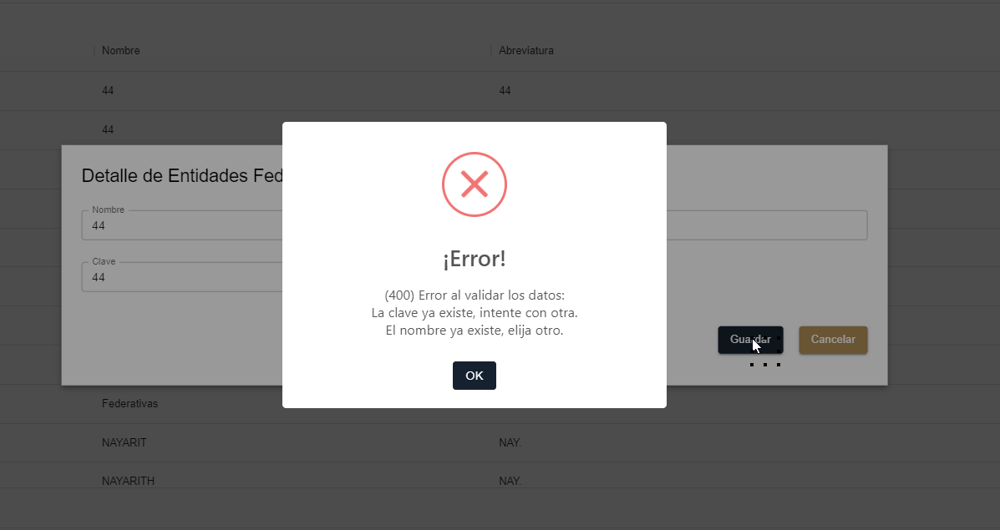 Nombre Abreviatura
44 44
44
Detalle de Entidades Fed
Nombre
44
Clave
44
¡Error!
(400) Error al validar los datos:
La clave ya existe, intente con otra.
El nombre ya existe, elija otro.
OK
Guardar Cancelar
Federativas
NAYARIT NAY.
NAYARITH NAY.